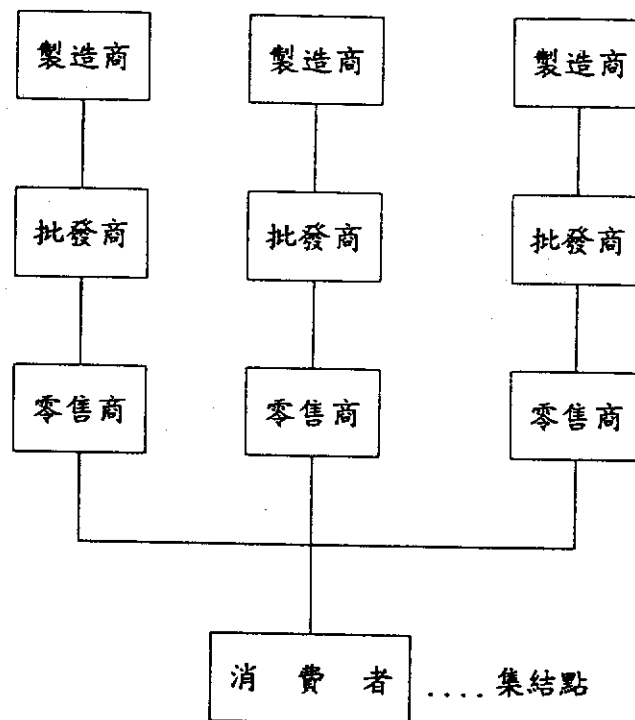 製造商 製造商 製造商
批發商 批發商 批發商
零售商 零售商 零售商
消費者 .... 集結點